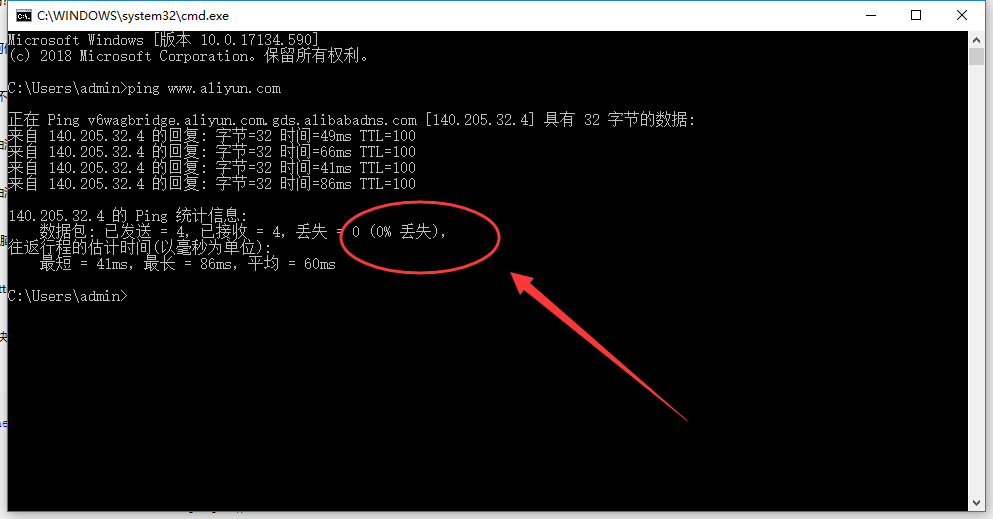 C:\WINDOWS\system32\cmd.exe
Microsoft Windows [版本 10.0.17134.590]
(c) 2018 Microsoft Corporation。保留所有权利。
C:\Users\admin>ping www.aliyun.com
正在 Ping v6wagbridge.aliyun.com.gds.alibabadns.com [140.205.32.4] 具有 32 字节的数据:
来自 140.205.32.4 的回复: 字节=32 时间=49ms TTL=100
来自 140.205.32.4 的回复: 字节=32 时间=66ms TTL=100
来自 140.205.32.4 的回复: 字节=32 时间=41ms TTL=100
来自 140.205.32.4 的回复: 字节=32 时间=86ms TTL=100
140.205.32.4 的 Ping 统计信息:
数据包: 已发送 = 4，已接收 = 4，丢失 = 0 (0% 丢失)，
往返行程的估计时间(以毫秒为单位):
最短 = 41ms，最长 = 86ms，平均 = 60ms
C:\Users\admin>